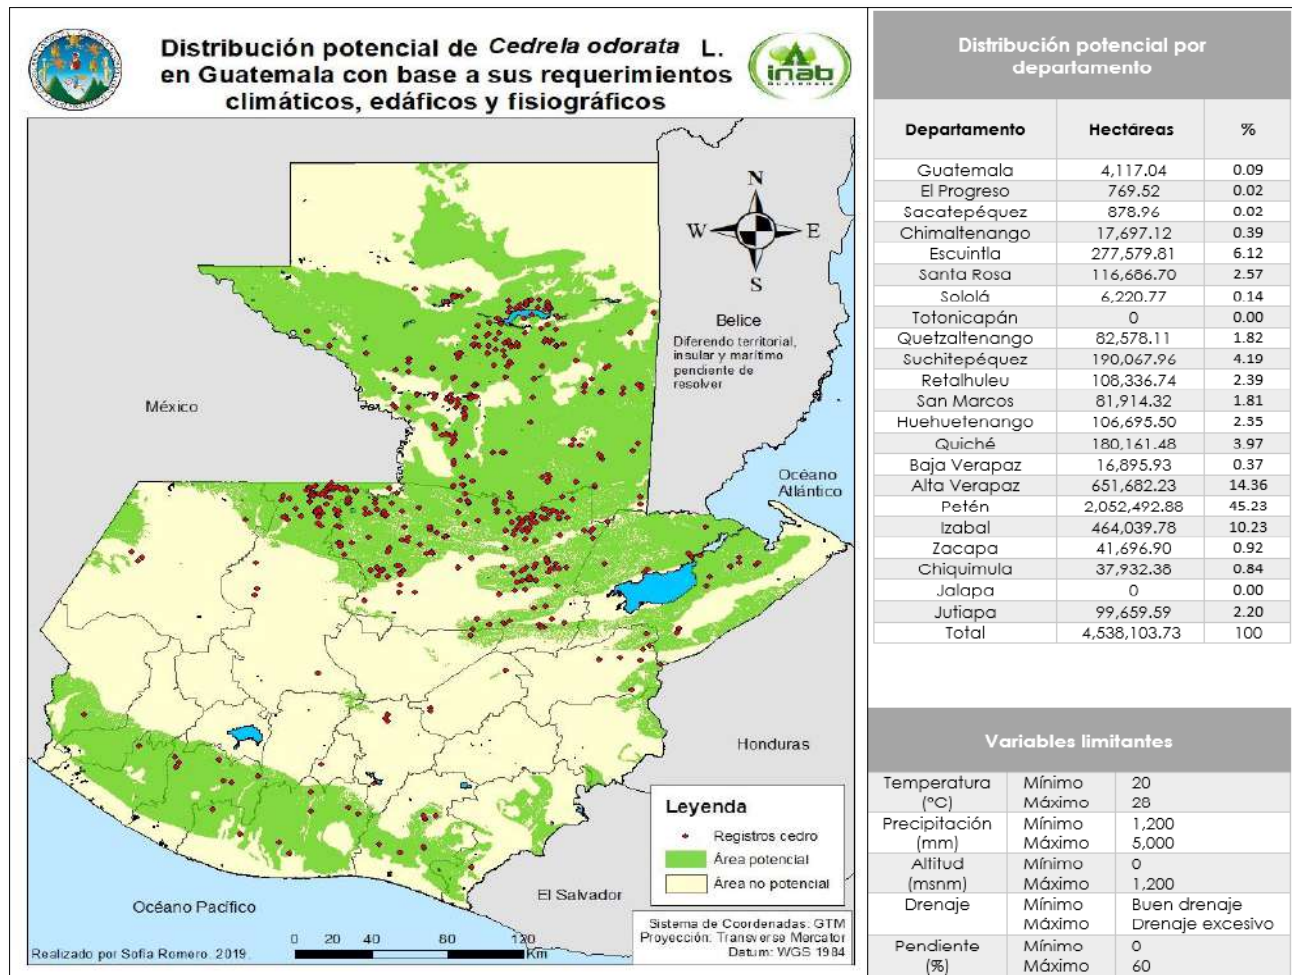 Distribución potencial de Cedrela odorata L.
en Guatemala con base a sus requerimientos
climáticos, edáficos y fisiográficos
inab
Guatemala
N
W E
S
Belice
Diferendo territorial,
insular y marítimo
pendiente de
resolver
México
Océano
Atlántico
Honduras
El Salvador
Océano Pacífico
Leyenda
Registros cedro
Área potencial
Área no potencial
Sistema de Coordenadas: GTM
Proyección: Transverse Mercator
Datum: WGS 1984
0 20 40 80 120
Km
Realizado por Sofía Romero. 2019.
Distribución potencial por
departamento
Departamento Hectáreas %
Guatemala 4,117.04 0.09
El Progreso 769.52 0.02
Sacatepéquez 878.96 0.02
Chimaltenango 17,697.12 0.39
Escuintla 277,579.81 6.12
Santa Rosa 116,686.70 2.57
Sololá 6,220.77 0.14
Totonicapán 0 0.00
Quetzaltenango 82,578.11 1.82
Suchitepéquez 190,067.96 4.19
Retalhuleu 108,336.74 2.39
San Marcos 81,914.32 1.81
Huehuetenango 106,695.50 2.35
Quiché 180,161.48 3.97
Baja Verapaz 16,895.93 0.37
Alta Verapaz 651,682.23 14.36
Petén 2,052,492.88 45.23
Izabal 464,039.78 10.23
Zacapa 41,696.90 0.92
Chiquimula 37,932.38 0.84
Jalapa 0 0.00
Jutiapa 99,659.59 2.20
Total 4,538,103.73 100
Variables limitantes
Temperatura Mínimo 20
(°C) Máximo 28
Precipitación Mínimo 1,200
(mm) Máximo 5,000
Altitud Mínimo 0
(msnm) Máximo 1,200
Drenaje Mínimo Buen drenaje
Máximo Drenaje excesivo
Pendiente Mínimo 0
(%) Máximo 60